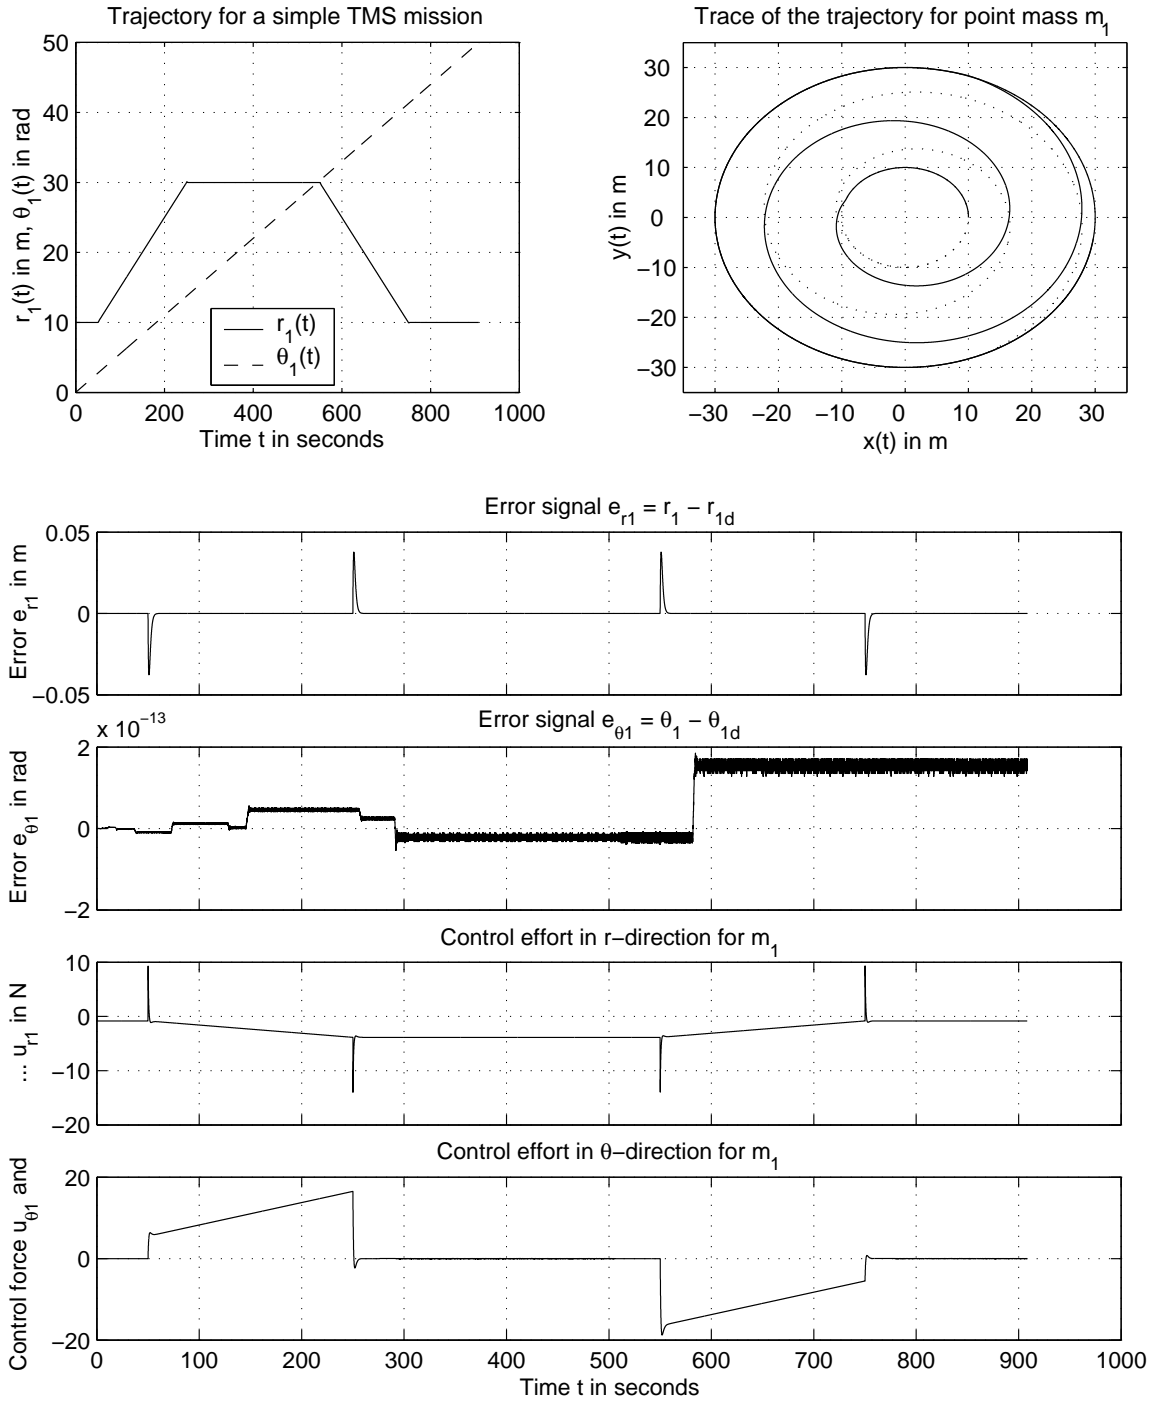 Trajectory for a simple TMS mission
50
40
30
20
10
0
r1(t) in m, θ1(t) in rad
r1(t)
θ1(t)
0 200 400 600 800 1000
Time t in seconds
Trace of the trajectory for point mass m1
30
20
10
0
−10
−20
−30
y(t) in m
−30 −20 −10 0 10 20 30
x(t) in m
Error signal er1 = r1 − r1d
0.05
0
−0.05
Error er1 in m
x 10−13
Error signal eθ1 = θ1 − θ1d
2
0
−2
Error eθ1 in rad
Control effort in r−direction for m1
10
0
−10
−20
... ur1 in N
Control effort in θ−direction for m1
20
0
−20
Control force uθ1 and
0 100 200 300 400 500 600 700 800 900 1000
Time t in seconds